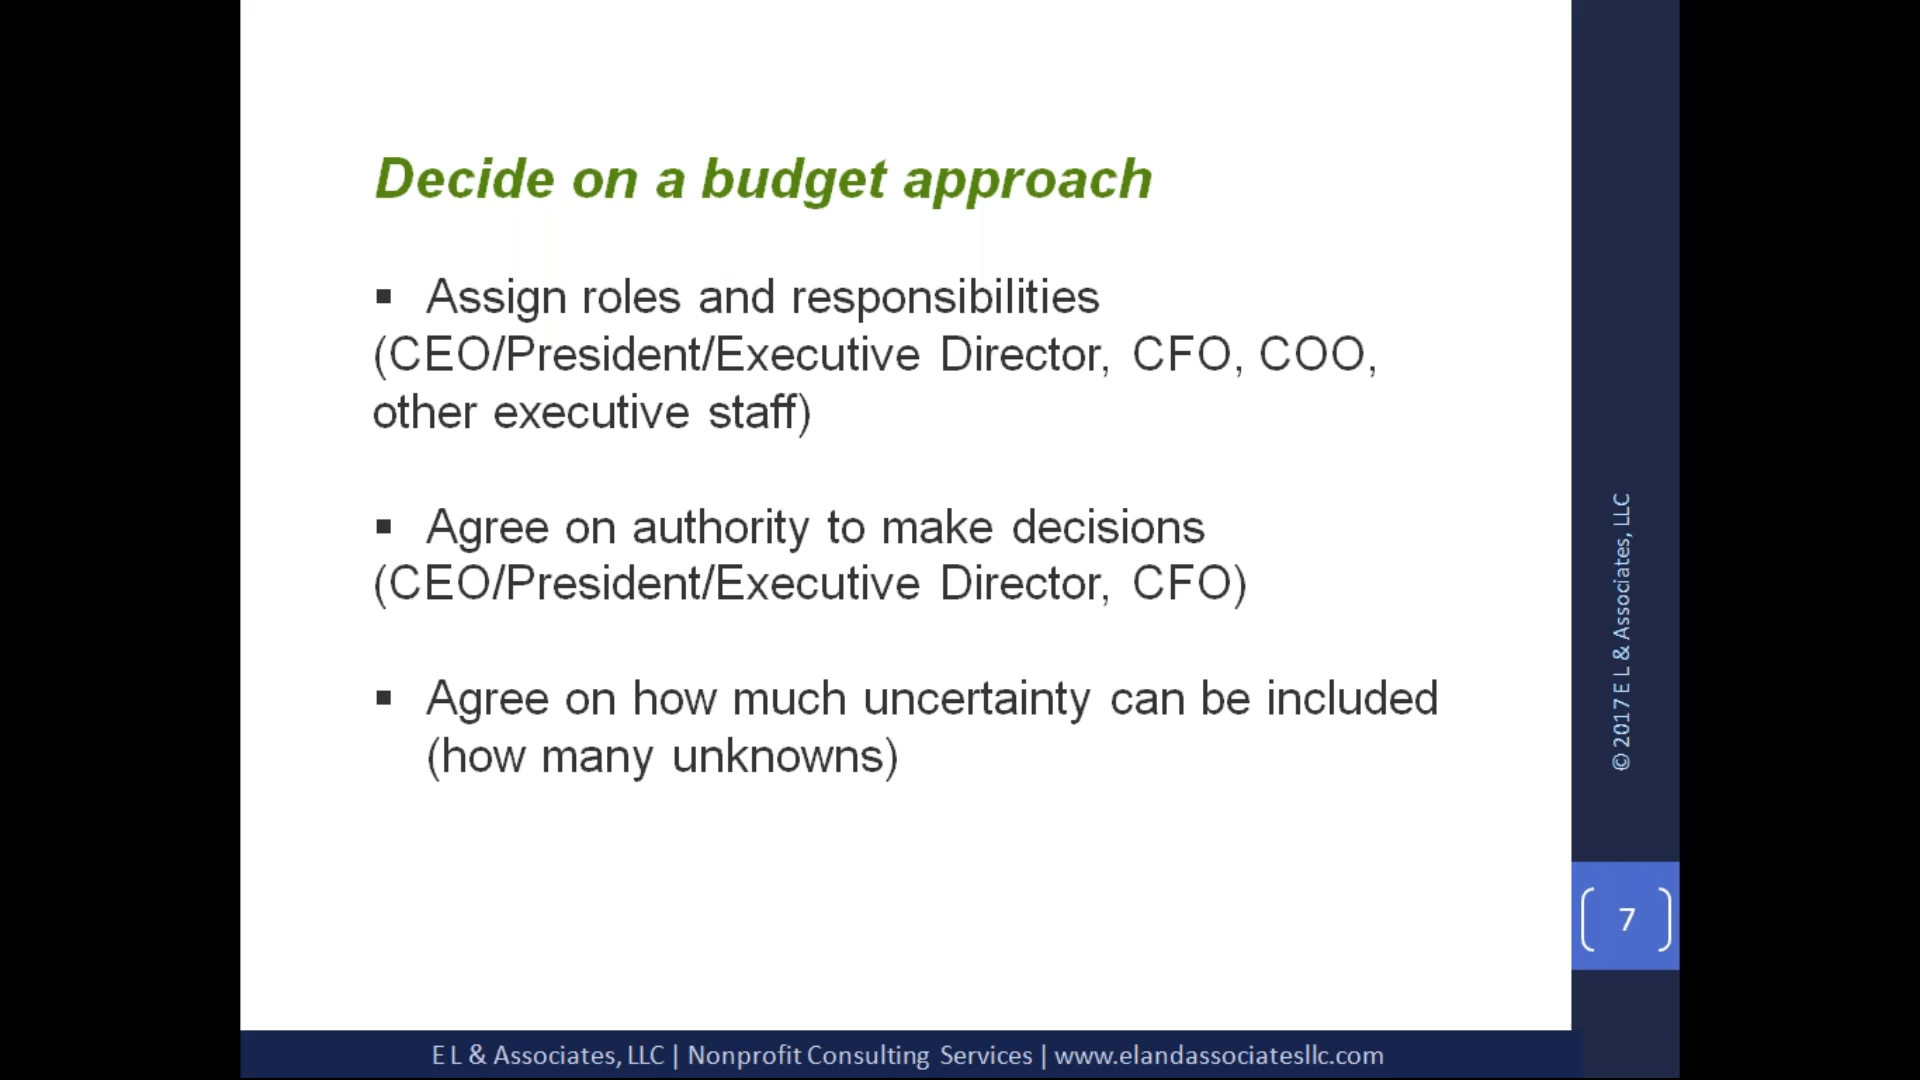 Decide on a budget approach
▪ Assign roles and responsibilities
(CEO/President/Executive Director, CFO, COO,
other executive staff)
▪ Agree on authority to make decisions
(CEO/President/Executive Director, CFO)
▪ Agree on how much uncertainty can be included
(how many unknowns)
© 2017 E L & Associates, LLC
7
E L & Associates, LLC | Nonprofit Consulting Services | www.elandassociatesllc.com